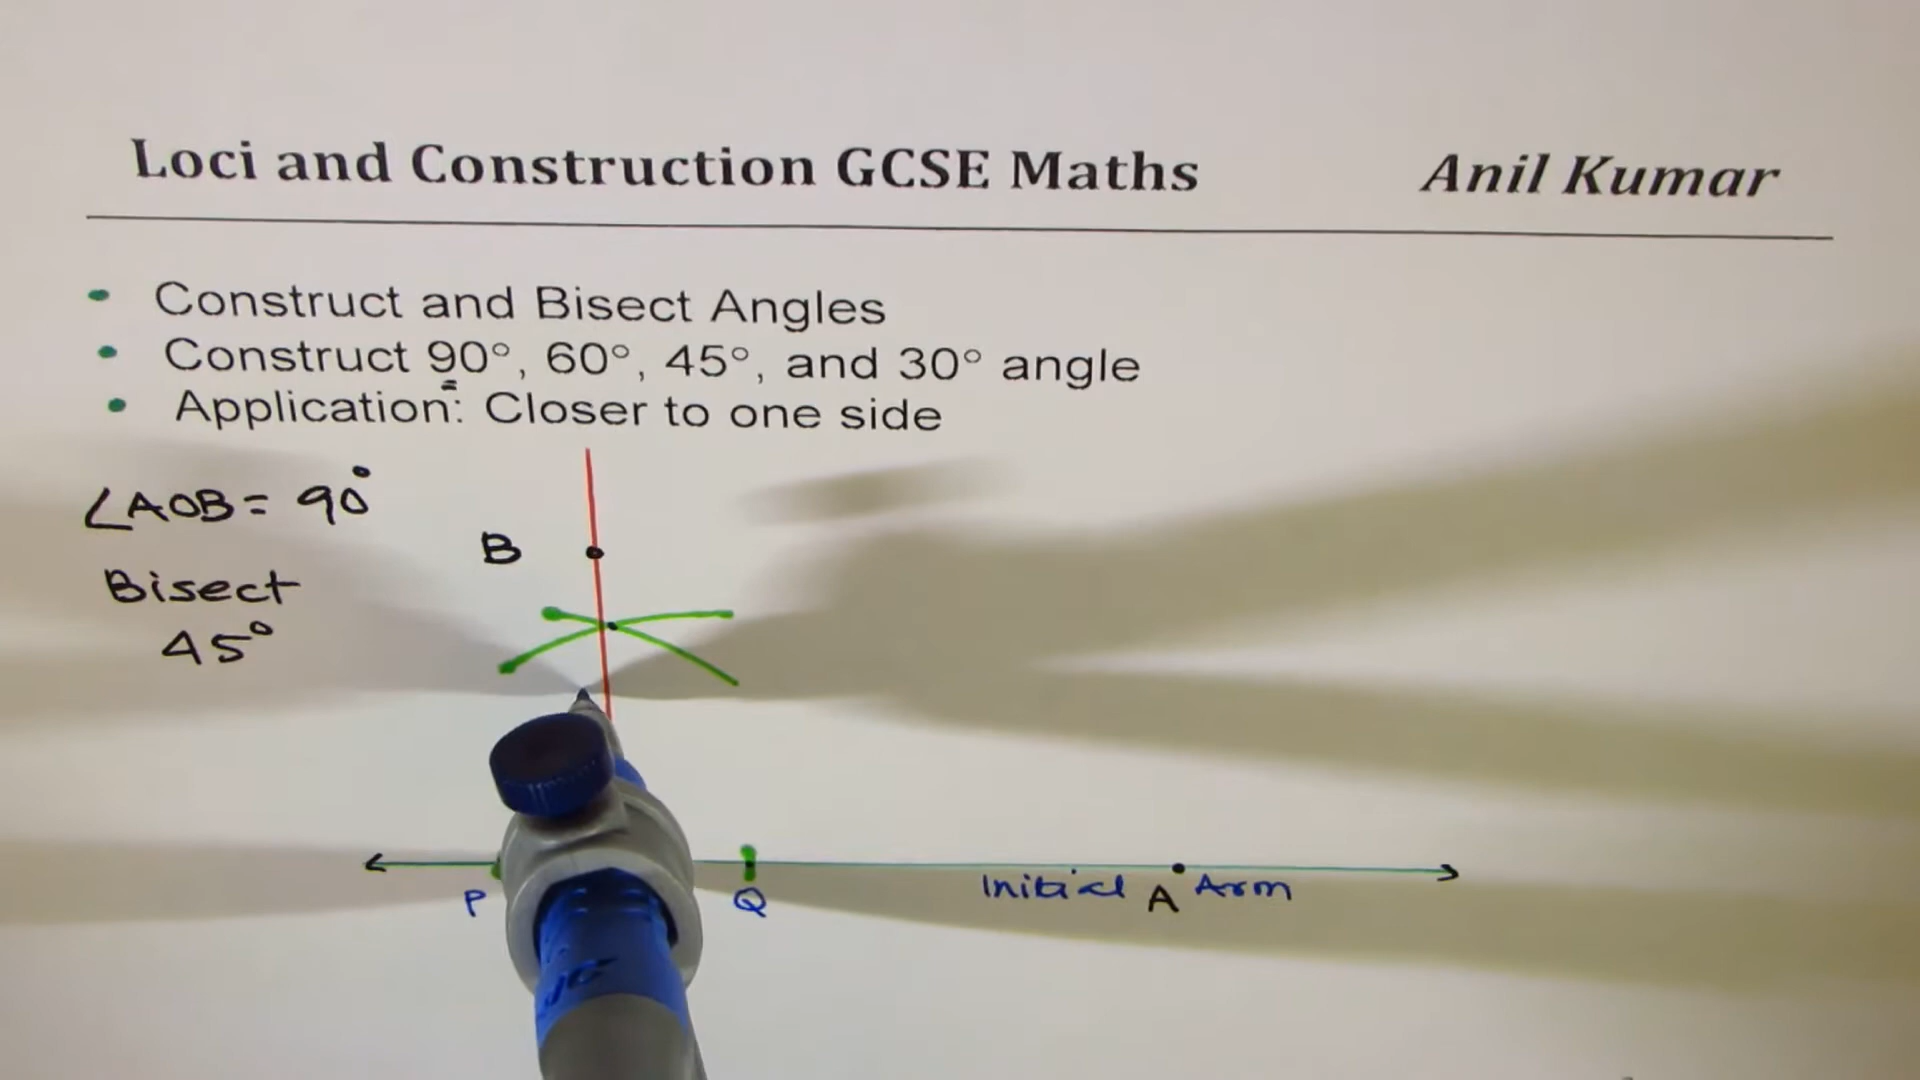 Loci and Construction GCSE Maths Anil Kumar
• Construct and Bisect Angles
• Construct 90°, 60°, 45°, and 30° angle
• Application: Closer to one side
∠AOB = 90°
B
Bisect
45°
P Q Initial A Arm